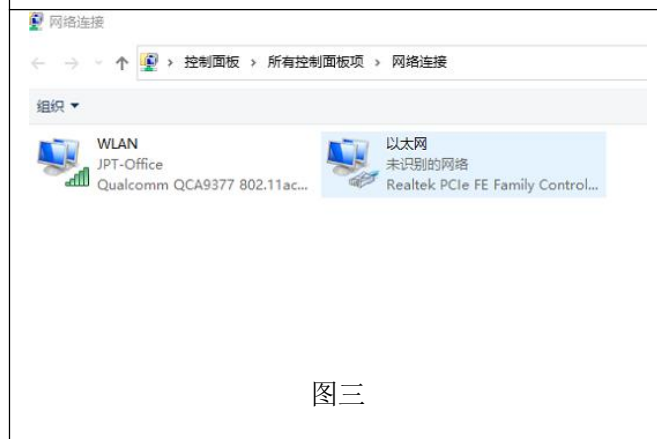 网络连接
控制面板 › 所有控制面板项 › 网络连接
组织
WLAN
JPT-Office
Qualcomm QCA9377 802.11ac...
以太网
未识别的网络
Realtek PCIe FE Family Control...
图三